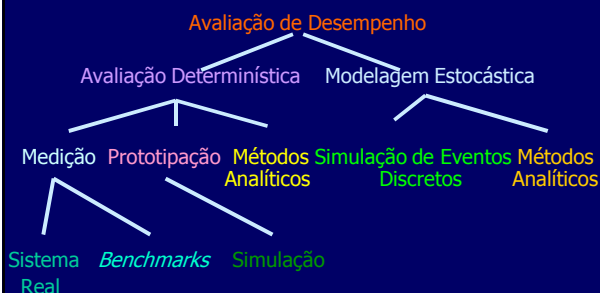 Avaliação de Desempenho
Avaliação Determinística Modelagem Estocástica
Medição Prototipação Métodos Simulação de Eventos Métodos
Analíticos Discretos Analíticos
Sistema Benchmarks Simulação
Real